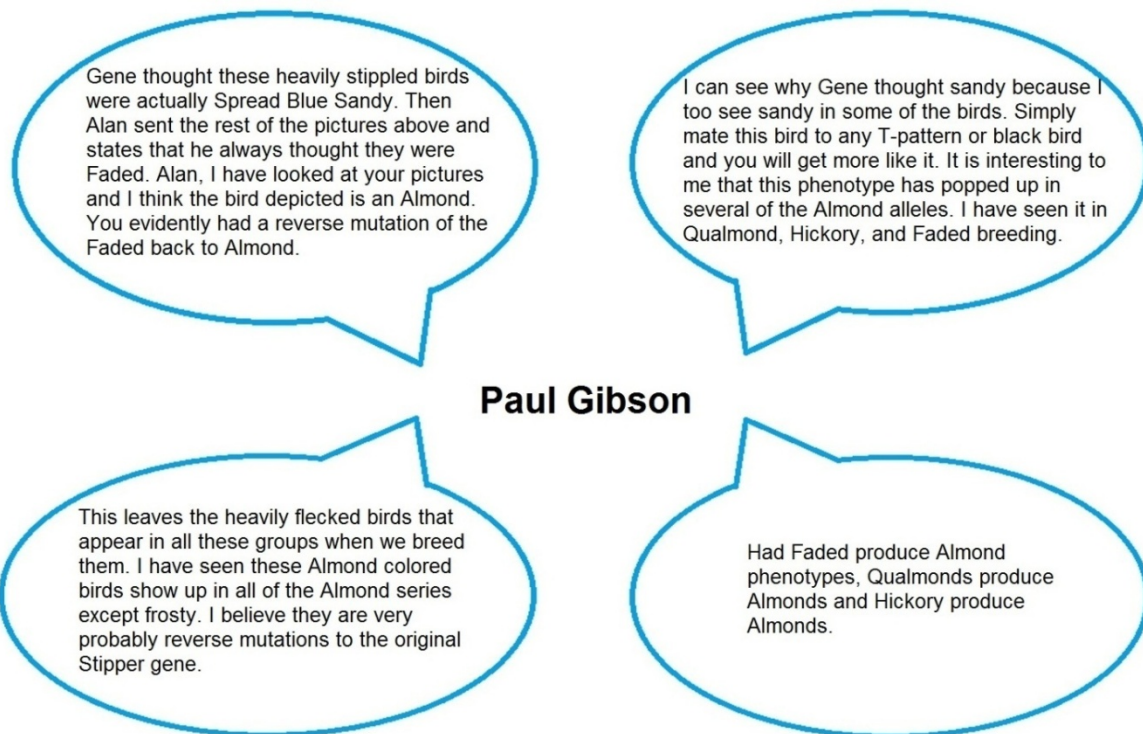 Gene thought these heavily stippled birds
were actually Spread Blue Sandy. Then
Alan sent the rest of the pictures above and
states that he always thought they were
Faded. Alan, I have looked at your pictures
and I think the bird depicted is an Almond.
You evidently had a reverse mutation of the
Faded back to Almond.
I can see why Gene thought sandy because I
too see sandy in some of the birds. Simply
mate this bird to any T-pattern or black bird
and you will get more like it. It is interesting to
me that this phenotype has popped up in
several of the Almond alleles. I have seen it in
Qualmond, Hickory, and Faded breeding.
Paul Gibson
This leaves the heavily flecked birds that
appear in all these groups when we breed
them. I have seen these Almond colored
birds show up in all of the Almond series
except frosty. I believe they are very
probably reverse mutations to the original
Stipper gene.
Had Faded produce Almond
phenotypes, Qualmonds produce
Almonds and Hickory produce
Almonds.